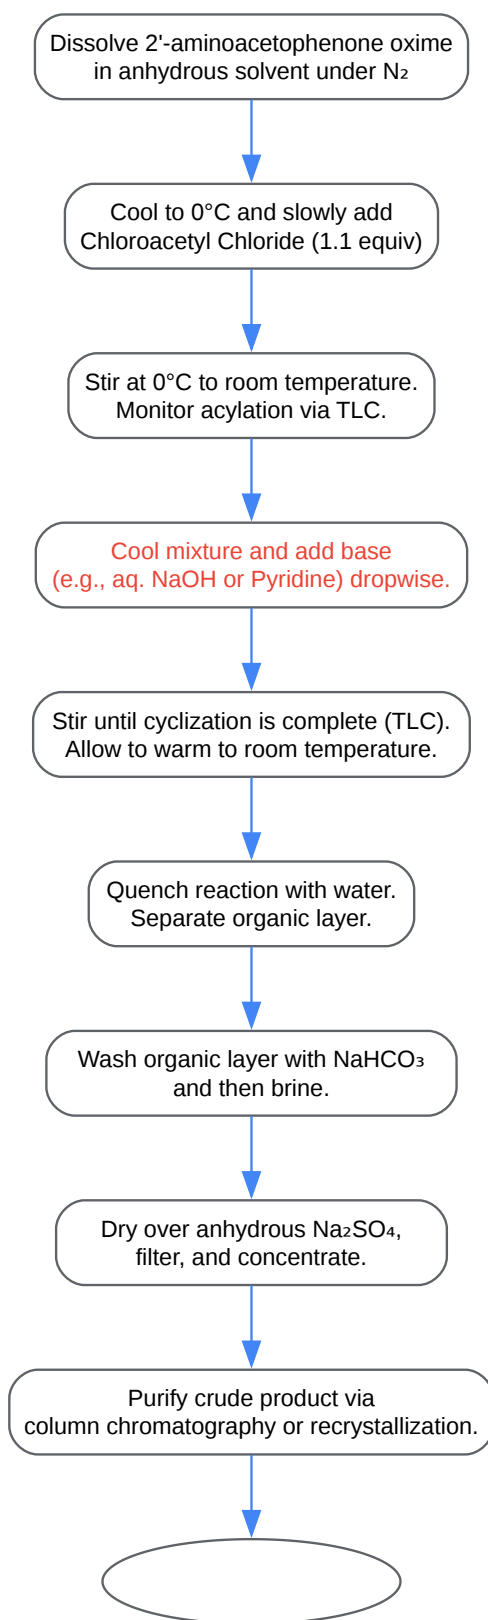 Dissolve 2'-aminoacetophenone oxime
in anhydrous solvent under N₂
Cool to 0°C and slowly add
Chloroacetyl Chloride (1.1 equiv)
Stir at 0°C to room temperature.
Monitor acylation via TLC.
Cool mixture and add base
(e.g., aq. NaOH or Pyridine) dropwise.
Stir until cyclization is complete (TLC).
Allow to warm to room temperature.
Quench reaction with water.
Separate organic layer.
Wash organic layer with NaHCO₃
and then brine.
Dry over anhydrous Na₂SO₄,
filter, and concentrate.
Purify crude product via
column chromatography or recrystallization.